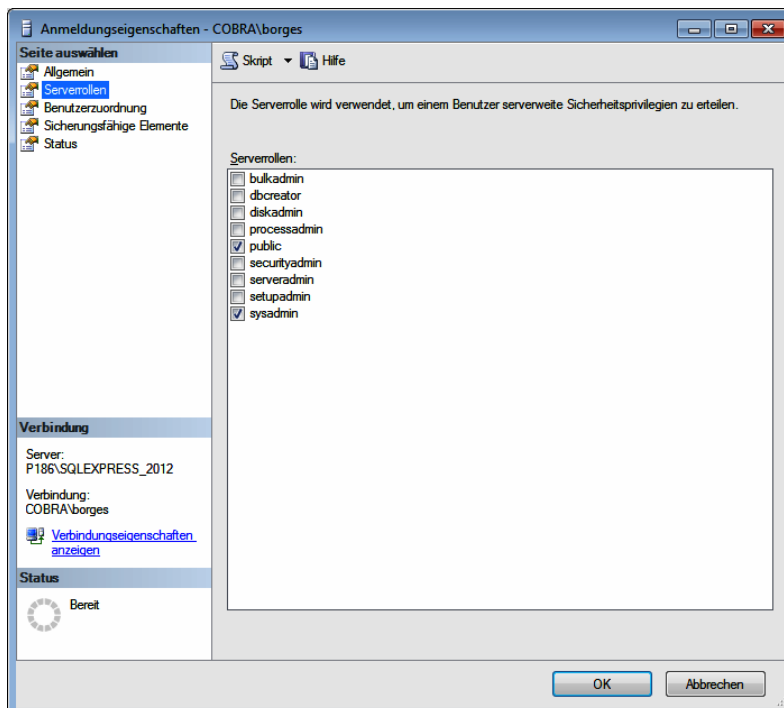 Anmeldungseigenschaften - COBRA\borges
Seite auswählen
Allgemein
Serverrollen
Benutzerzuordnung
Sicherungsfähige Elemente
Status
Skript
Hilfe
Die Serverrolle wird verwendet, um einem Benutzer serverweite Sicherheitsprivilegien zu erteilen.
Serverrollen:
bulkadmin
dbcreator
diskadmin
processadmin
public
securityadmin
serveradmin
setupadmin
sysadmin
Verbindung
Server:
P186\SQLEXPRESS_2012
Verbindung:
COBRA\borges
Verbindungseigenschaften
anzeigen
Status
Bereit
OK
Abbrechen